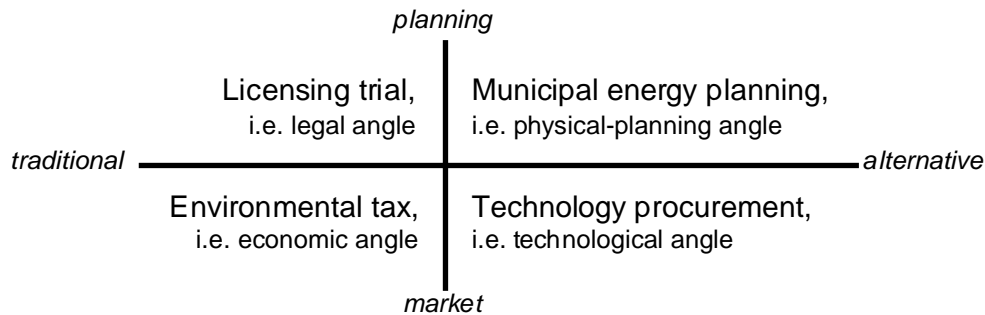 planning
Licensing trial,
i.e. legal angle
Municipal energy planning,
i.e. physical-planning angle
traditional
alternative
Environmental tax,
i.e. economic angle
Technology procurement,
i.e. technological angle
market